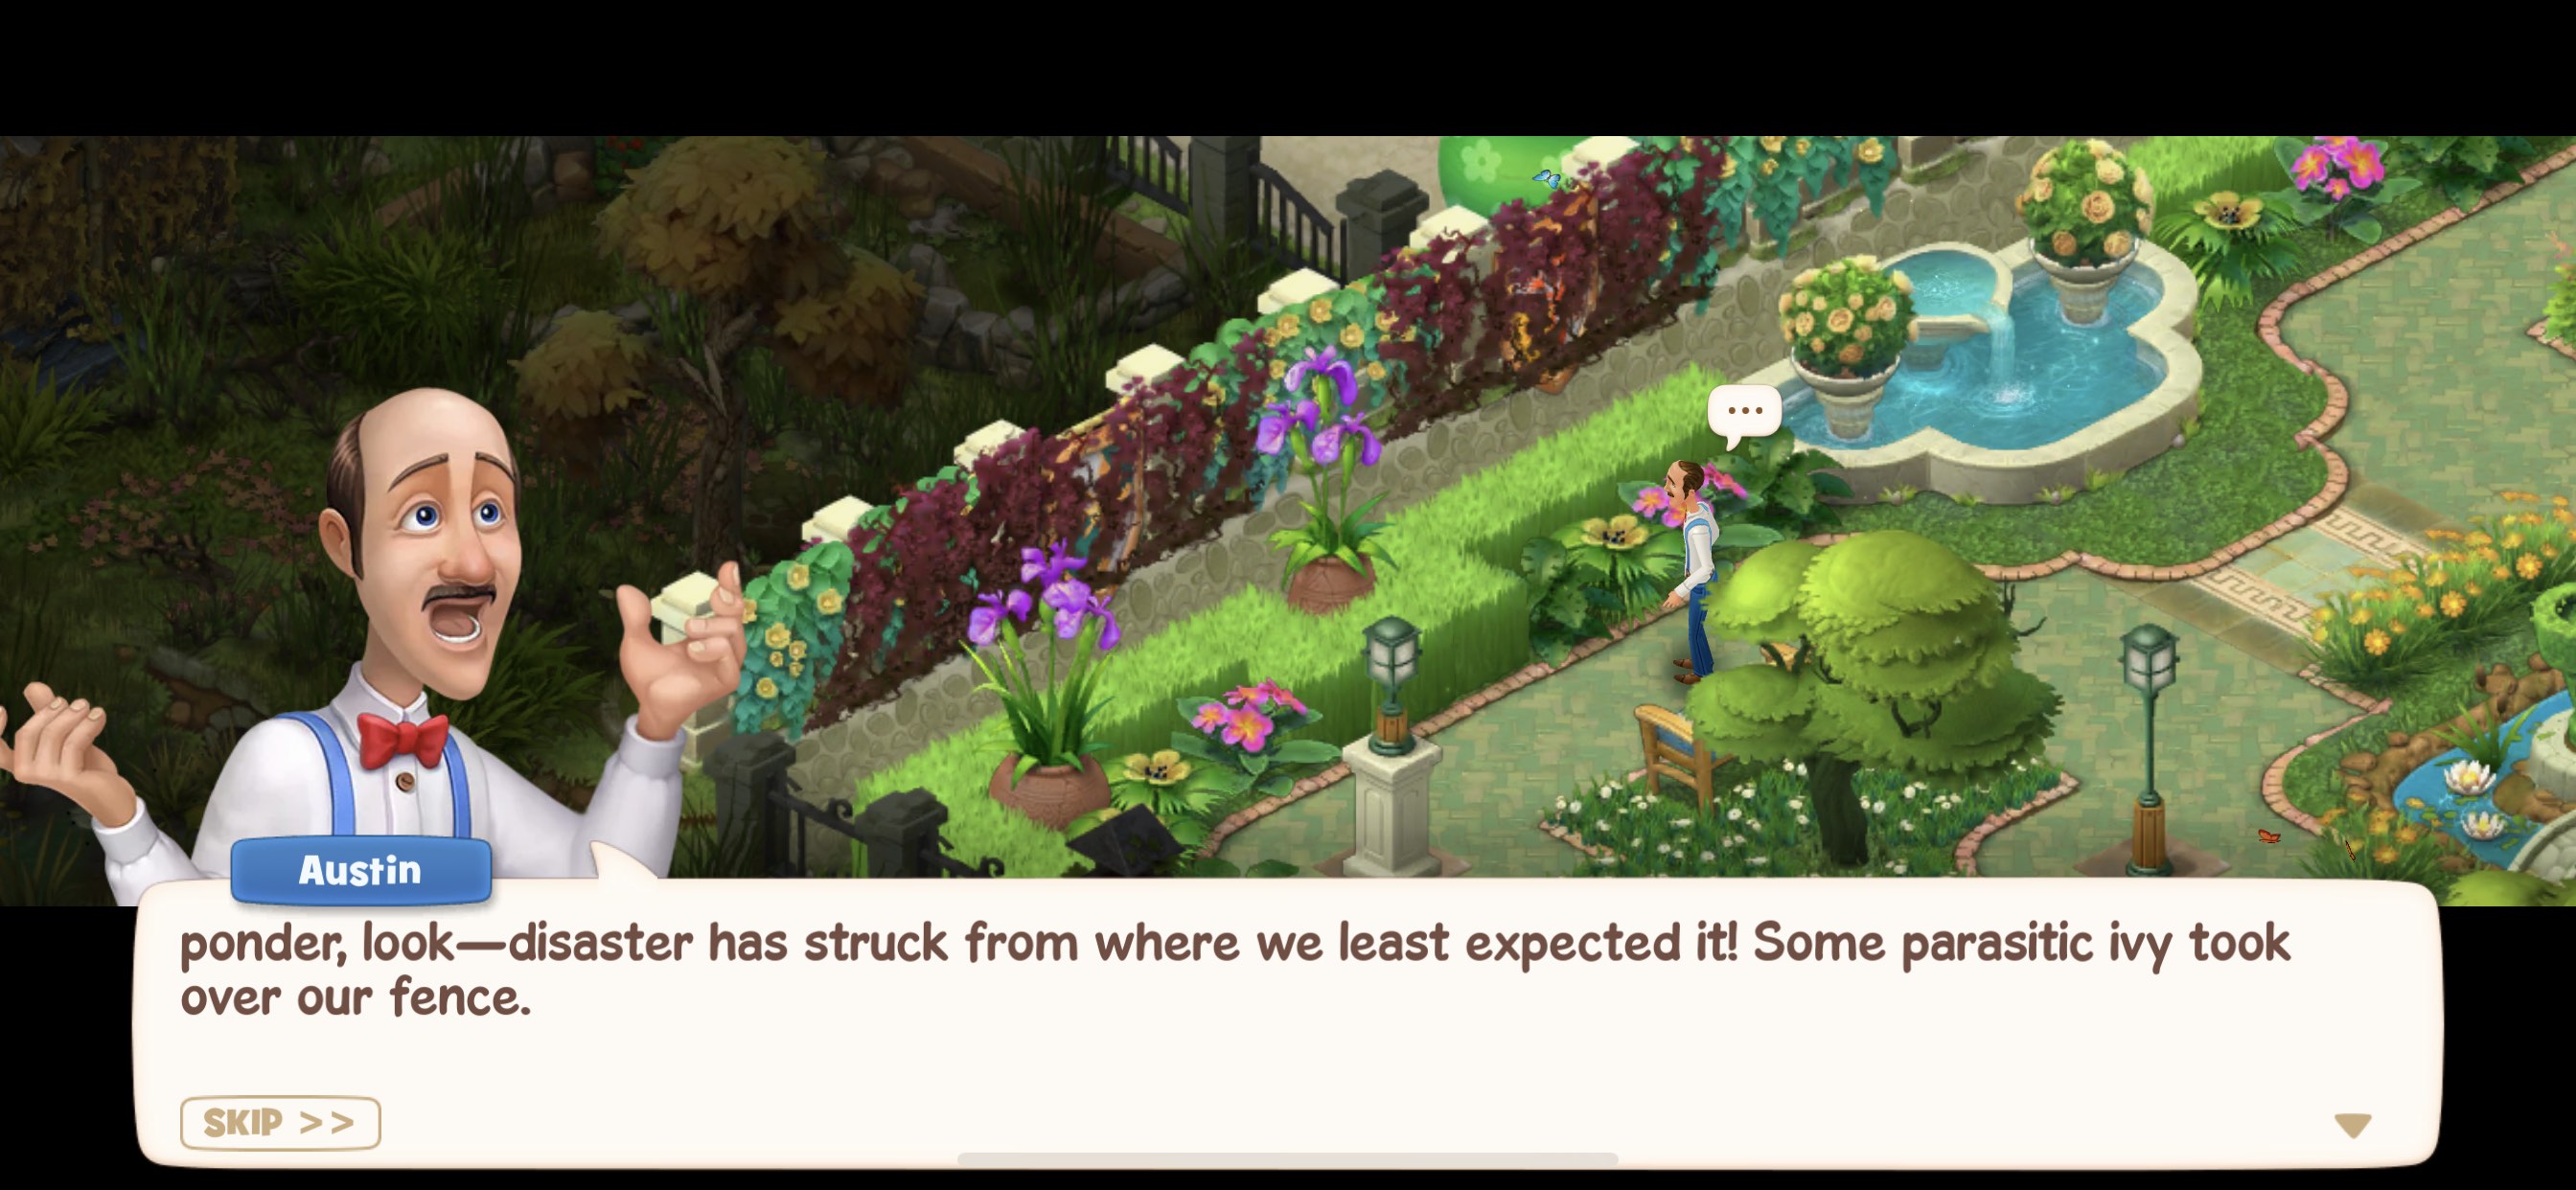 Austin
ponder, look—disaster has struck from where we least expected it! Some parasitic ivy took
over our fence.
SKIP >>